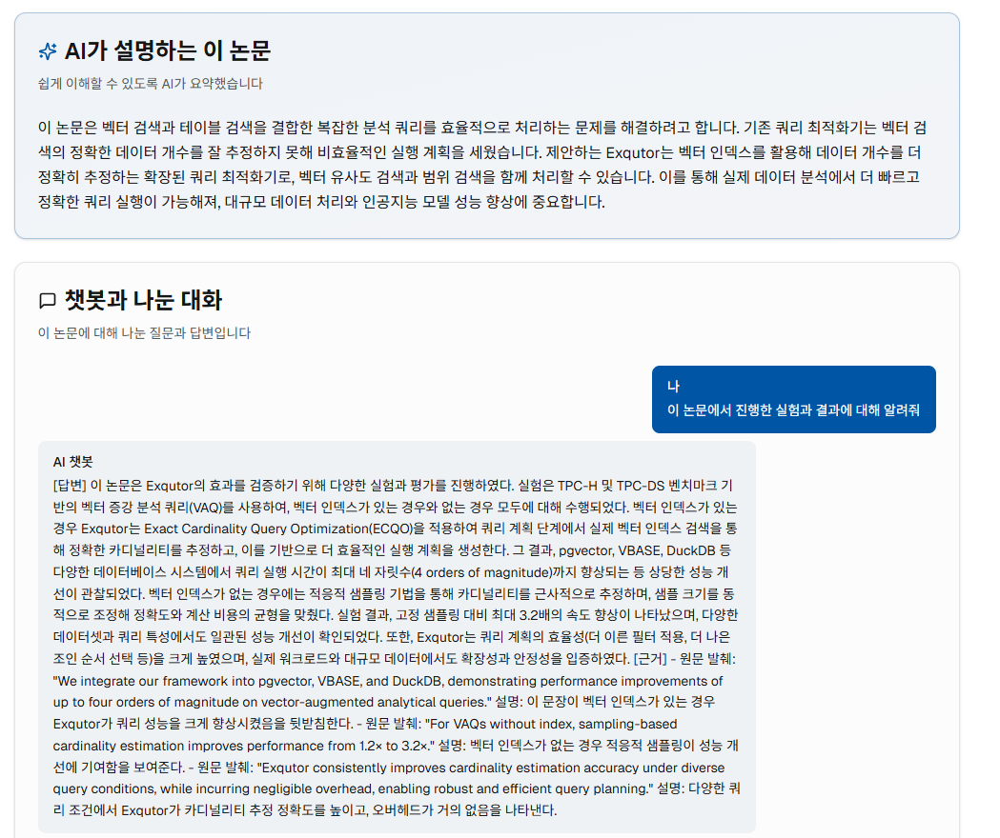 AI가 설명하는 이 논문
쉽게 이해할 수 있도록 AI가 요약했습니다
이 논문은 벡터 검색과 테이블 검색을 결합한 복잡한 분석 쿼리를 효율적으로 처리하는 문제를 해결하려고 합니다. 기존 쿼리 최적화기는 벡터 검
색의 정확한 데이터 개수를 잘 추정하지 못해 비효율적인 실행 계획을 세웠습니다. 제안하는 Exqutor는 벡터 인덱스를 활용해 데이터 개수를 더
정확히 추정하는 확장된 쿼리 최적화기로, 벡터 유사도 검색과 범위 검색을 함께 처리할 수 있습니다. 이를 통해 실제 데이터 분석에서 더 빠르고
정확한 쿼리 실행이 가능해져, 대규모 데이터 처리와 인공지능 모델 성능 향상에 중요합니다.
챗봇과 나눈 대화
이 논문에 대해 나눈 질문과 답변입니다
나
이 논문에서 진행한 실험과 결과에 대해 알려줘
AI 챗봇
[답변] 이 논문은 Exqutor의 효과를 검증하기 위해 다양한 실험과 평가를 진행하였다. 실험은 TPC-H 및 TPC-DS 벤치마크 기
반의 벡터 증강 분석 쿼리(VAQ)를 사용하여, 벡터 인덱스가 있는 경우와 없는 경우 모두에 대해 수행되었다. 벡터 인덱스가 있는
경우 Exqutor는 Exact Cardinality Query Optimization(ECQO)을 적용하여 쿼리 계획 단계에서 실제 벡터 인덱스 검색을 통
해 정확한 카디널리티를 추정하고, 이를 기반으로 더 효율적인 실행 계획을 생성한다. 그 결과, pgvector, VBASE, DuckDB 등
다양한 데이터베이스 시스템에서 쿼리 실행 시간이 최대 네 자릿수(4 orders of magnitude)까지 향상되는 등 상당한 성능 개
선이 관찰되었다. 벡터 인덱스가 없는 경우에는 적응적 샘플링 기법을 통해 카디널리티를 근사적으로 추정하며, 샘플 크기를 동
적으로 조정해 정확도와 계산 비용의 균형을 맞췄다. 실험 결과, 고정 샘플링 대비 최대 3.2배의 속도 향상이 나타났으며, 다양한
데이터셋과 쿼리 특성에서도 일관된 성능 개선이 확인되었다. 또한, Exqutor는 쿼리 계획의 효율성(더 이른 필터 적용, 더 나은
조인 순서 선택 등)을 크게 높였으며, 실제 워크로드와 대규모 데이터에서도 확장성과 안정성을 입증하였다. [근거] - 원문 발췌:
"We integrate our framework into pgvector, VBASE, and DuckDB, demonstrating performance improvements of
up to four orders of magnitude on vector-augmented analytical queries." 설명: 이 문장이 벡터 인덱스가 있는 경우
Exqutor가 쿼리 성능을 크게 향상시켰음을 뒷받침한다. - 원문 발췌: "For VAQs without index, sampling-based
cardinality estimation improves performance from 1.2× to 3.2×." 설명: 벡터 인덱스가 없는 경우 적응적 샘플링이 성능 개
선에 기여함을 보여준다. - 원문 발췌: "Exqutor consistently improves cardinality estimation accuracy under diverse
query conditions, while incurring negligible overhead, enabling robust and efficient query planning." 설명: 다양한 쿼
리 조건에서 Exqutor가 카디널리티 추정 정확도를 높이고, 오버헤드가 거의 없음을 나타낸다.